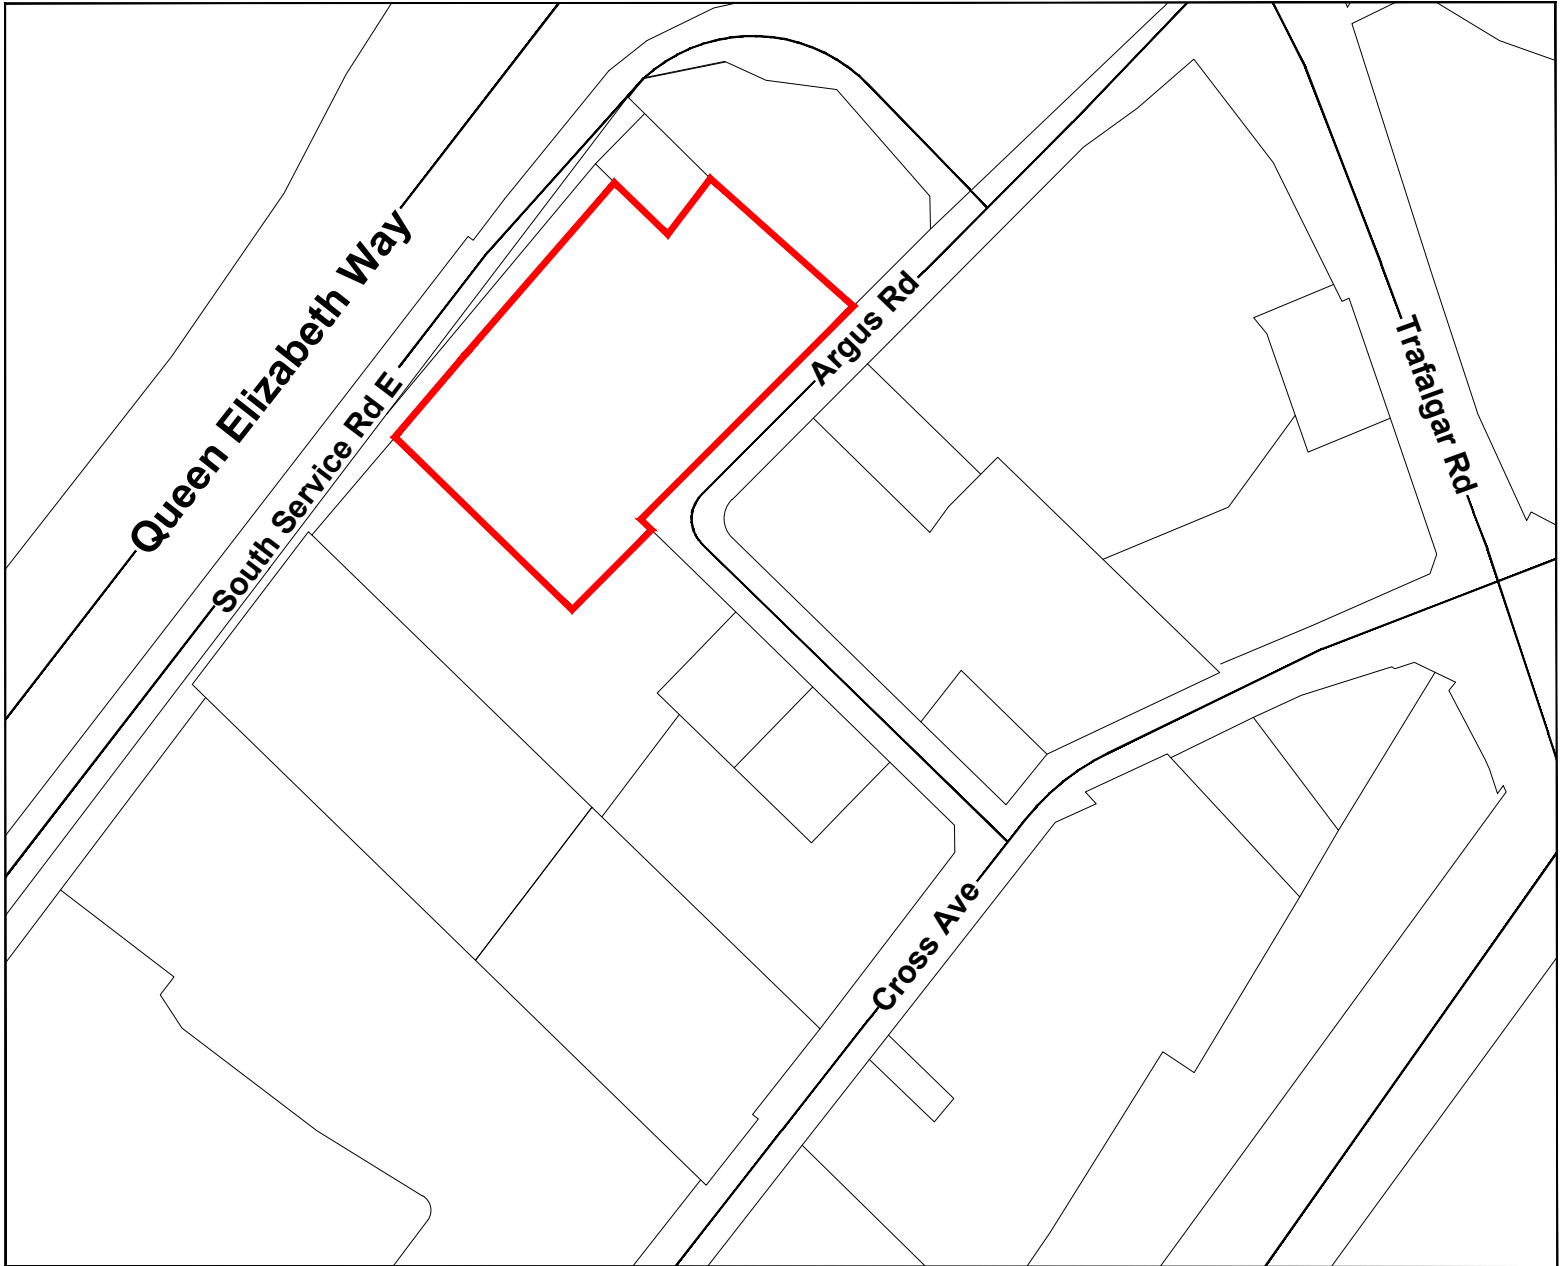 Queen Elizabeth Way
South Service Rd E
Argus Rd
Trafalgar Rd
Cross Ave